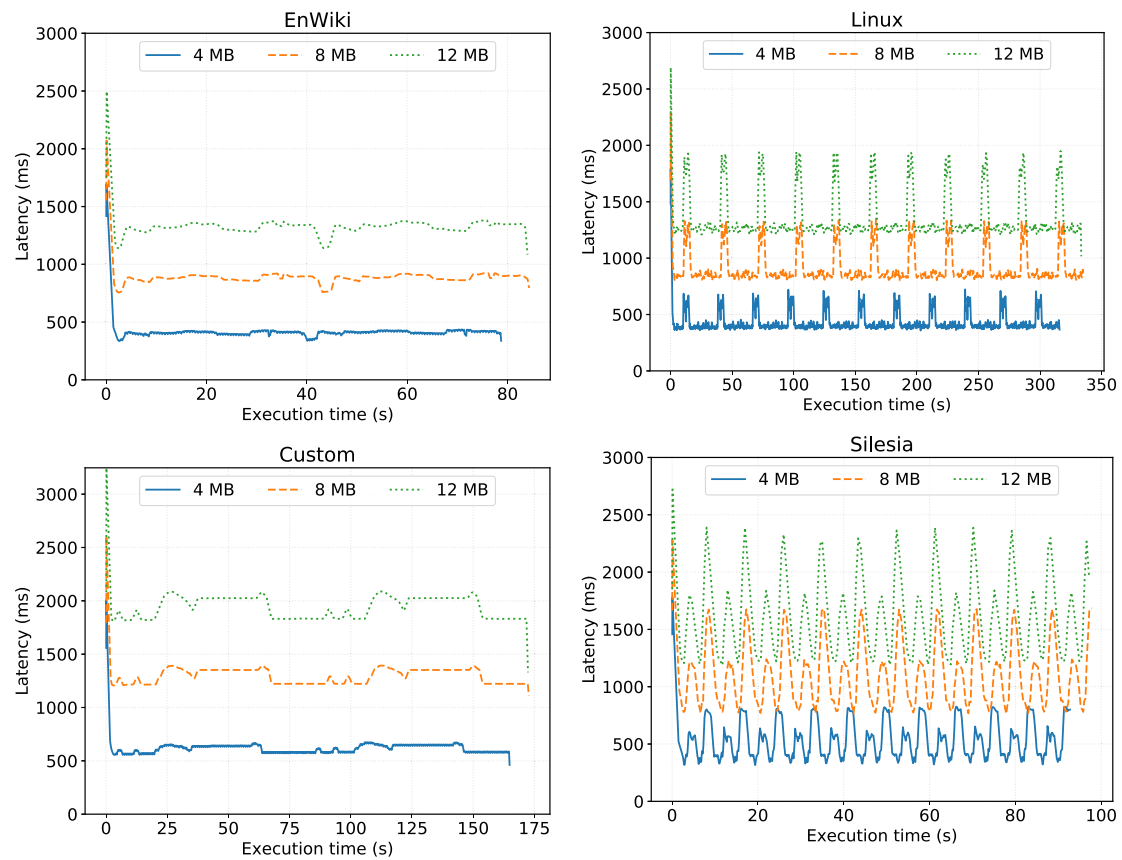 EnWiki
4 MB 8 MB 12 MB
Latency (ms)
3000
2500
2000
1500
1000
500
0
0 20 40 60 80
Execution time (s)
Linux
4 MB 8 MB 12 MB
Latency (ms)
3000
2500
2000
1500
1000
500
0
0 50 100 150 200 250 300 350
Execution time (s)
Custom
4 MB 8 MB 12 MB
Latency (ms)
3000
2500
2000
1500
1000
500
0
0 25 50 75 100 125 150 175
Execution time (s)
Silesia
4 MB 8 MB 12 MB
Latency (ms)
3000
2500
2000
1500
1000
500
0
0 20 40 60 80 100
Execution time (s)